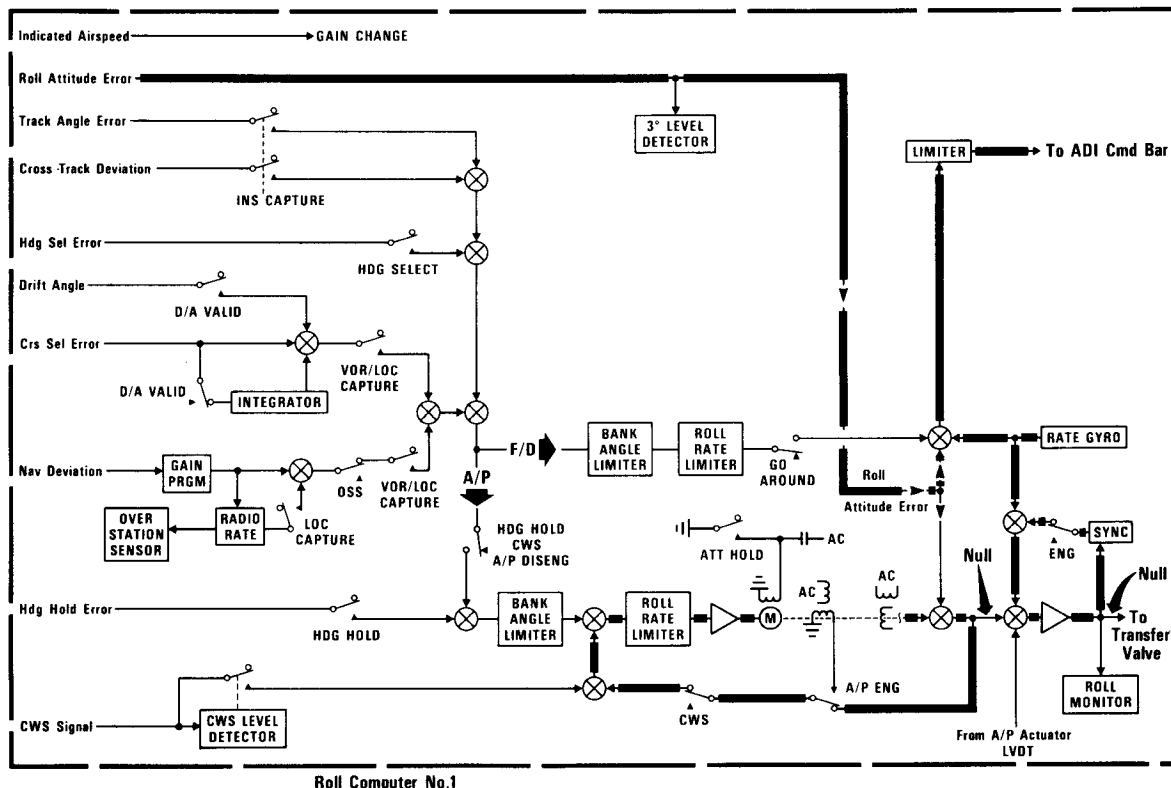 Indicated Airspeed
GAIN CHANGE
Roll Attitude Error
Track Angle Error
3° LEVEL
DETECTOR
LIMITER
To ADI Cmd Bar
Cross-Track Deviation
INS CAPTURE
Hdg Sel Error
HDG SELECT
Drift Angle
D/A VALID
Crs Sel Error
VOR/LOC
CAPTURE
D/A VALID
INTEGRATOR
F/D
BANK
ANGLE
LIMITER
ROLL
RATE
LIMITER
GO
AROUND
RATE GYRO
Nav Deviation
GAIN
PRGM
OSS
VOR/LOC
CAPTURE
A/P
Roll
Attitude Error
OVER
STATION
SENSOR
RADIO
RATE
LOC
CAPTURE
HDG HOLD
CWS
A/P DISENG
ATT HOLD
AC
ENG
SYNC
Null
Null
AC
AC
Hdg Hold Error
HDG HOLD
BANK
ANGLE
LIMITER
ROLL
RATE
LIMITER
M
To
Transfer
Valve
A/P ENG
CWS
ROLL
MONITOR
CWS Signal
CWS LEVEL
DETECTOR
From A/P Actuator
LVDT
Roll Computer No.1